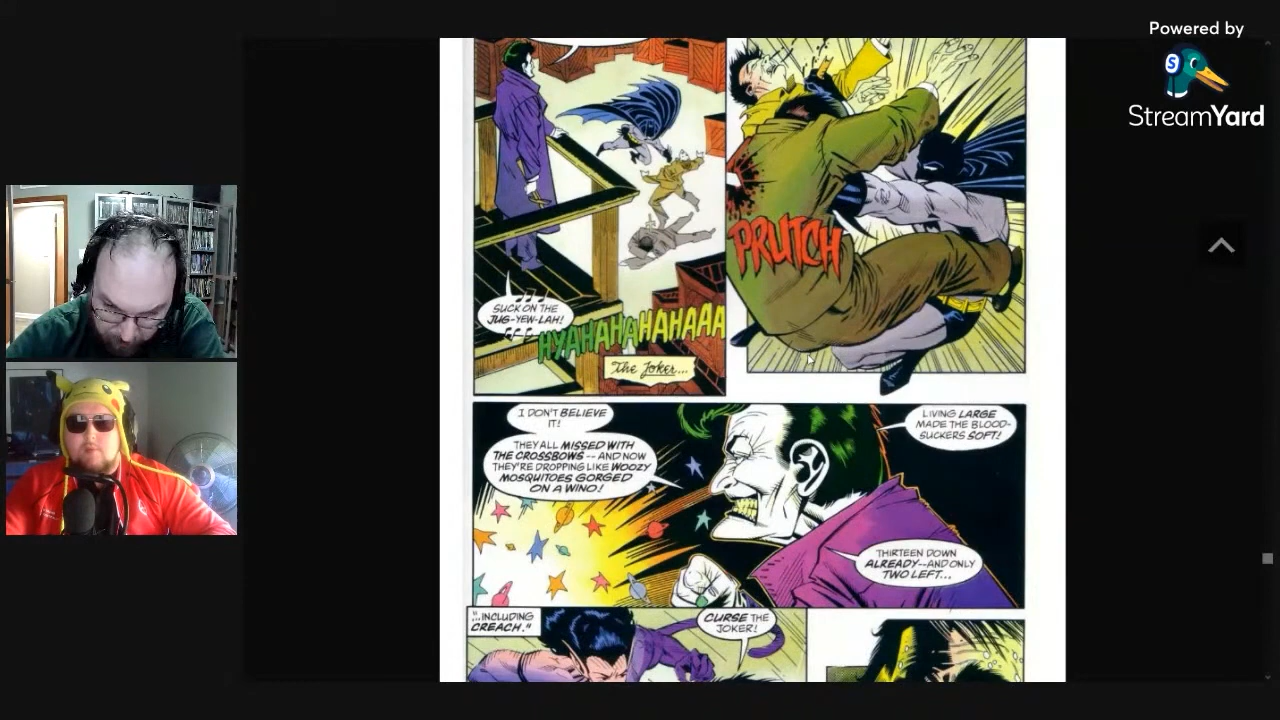 Powered by
StreamYard
SUCK ON THE
JUG-YEW-LAH!
HYAHAHAHAHAAA
The Joker...
PRUTCH
I DON'T BELIEVE
IT!
THEY ALL MISSED WITH
THE CROSSBOWS -- AND NOW
THEY'RE DROPPING LIKE WOOZY
MOSQUITOES GORGED
ON A WINO!
LIVING LARGE
MADE THE BLOOD-
SUCKERS SOFT!
THIRTEEN DOWN
ALREADY--AND ONLY
TWO LEFT...
"...INCLUDING
CREACH."
CURSE THE
JOKER!